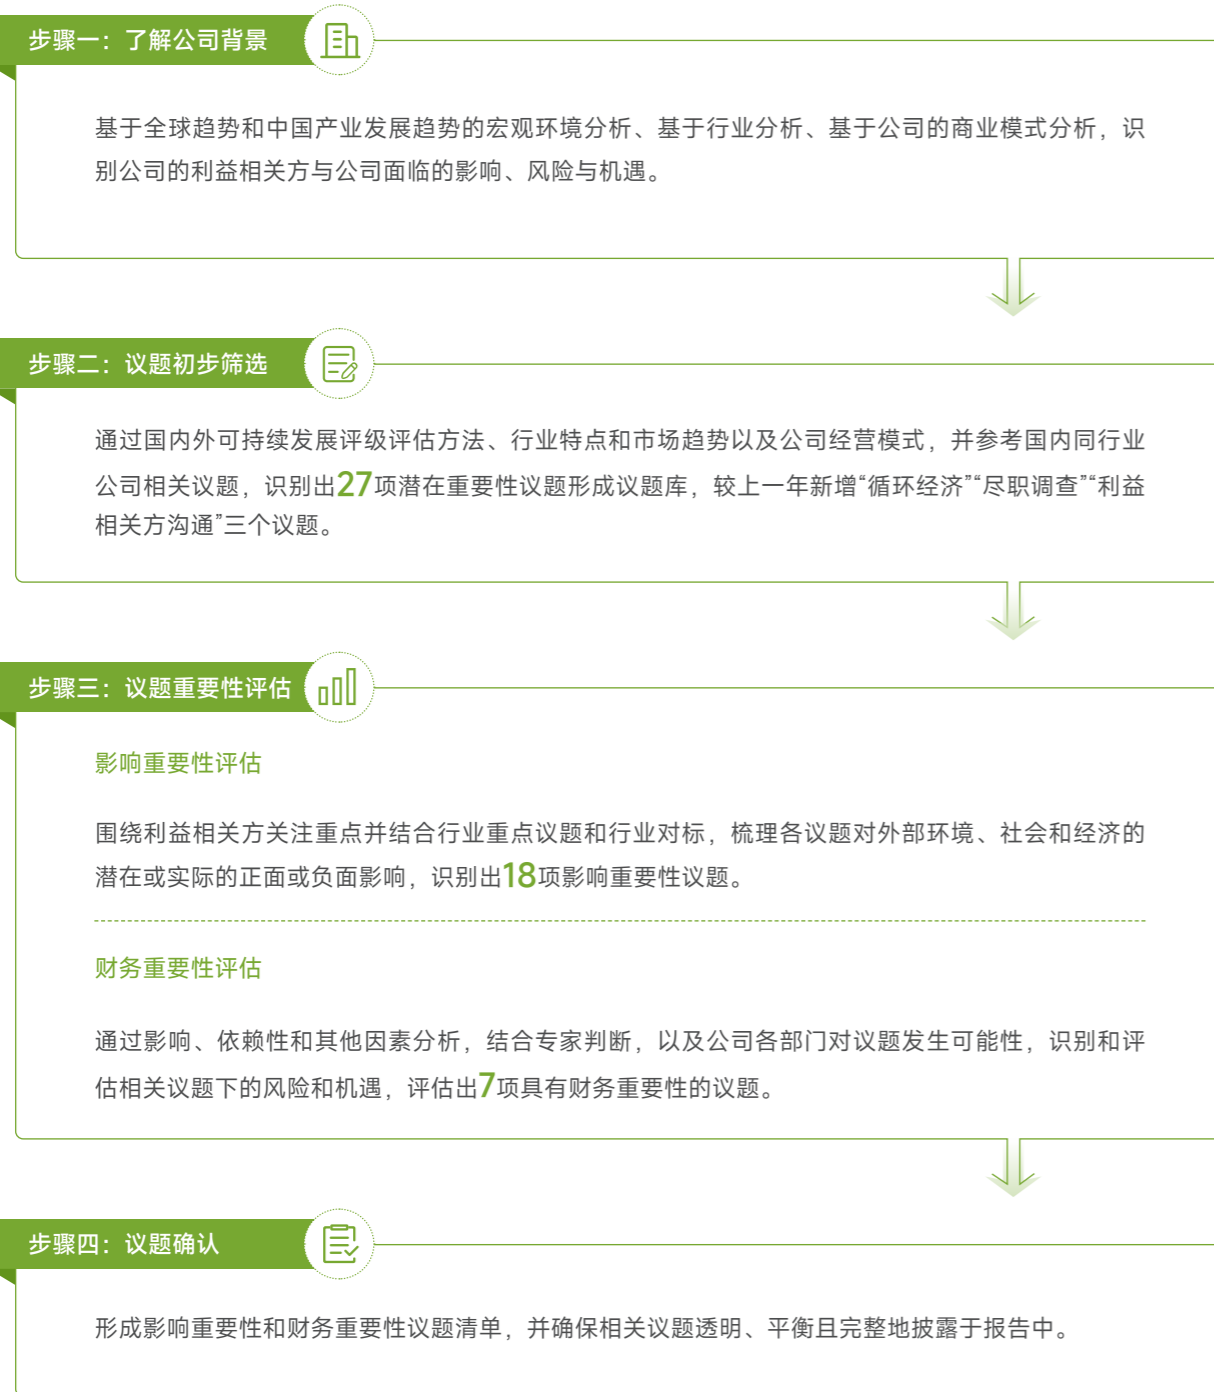 步骤一：了解公司背景
基于全球趋势和中国产业发展趋势的宏观环境分析、基于行业分析、基于公司的商业模式分析，识
别公司的利益相关方与公司面临的影响、风险与机遇。
步骤二：议题初步筛选
通过国内外可持续发展评级评估方法、行业特点和市场趋势以及公司经营模式，并参考国内同行业
公司相关议题，识别出27项潜在重要性议题形成议题库，较上一年新增“循环经济”“尽职调查”“利益
相关方沟通”三个议题。
步骤三：议题重要性评估
影响重要性评估
围绕利益相关方关注重点并结合行业重点议题和行业对标，梳理各议题对外部环境、社会和经济的
潜在或实际的正面或负面影响，识别出18项影响重要性议题。
财务重要性评估
通过影响、依赖性和其他因素分析，结合专家判断，以及公司各部门对议题发生可能性，识别和评
估相关议题下的风险和机遇，评估出7项具有财务重要性的议题。
步骤四：议题确认
形成影响重要性和财务重要性议题清单，并确保相关议题透明、平衡且完整地披露于报告中。